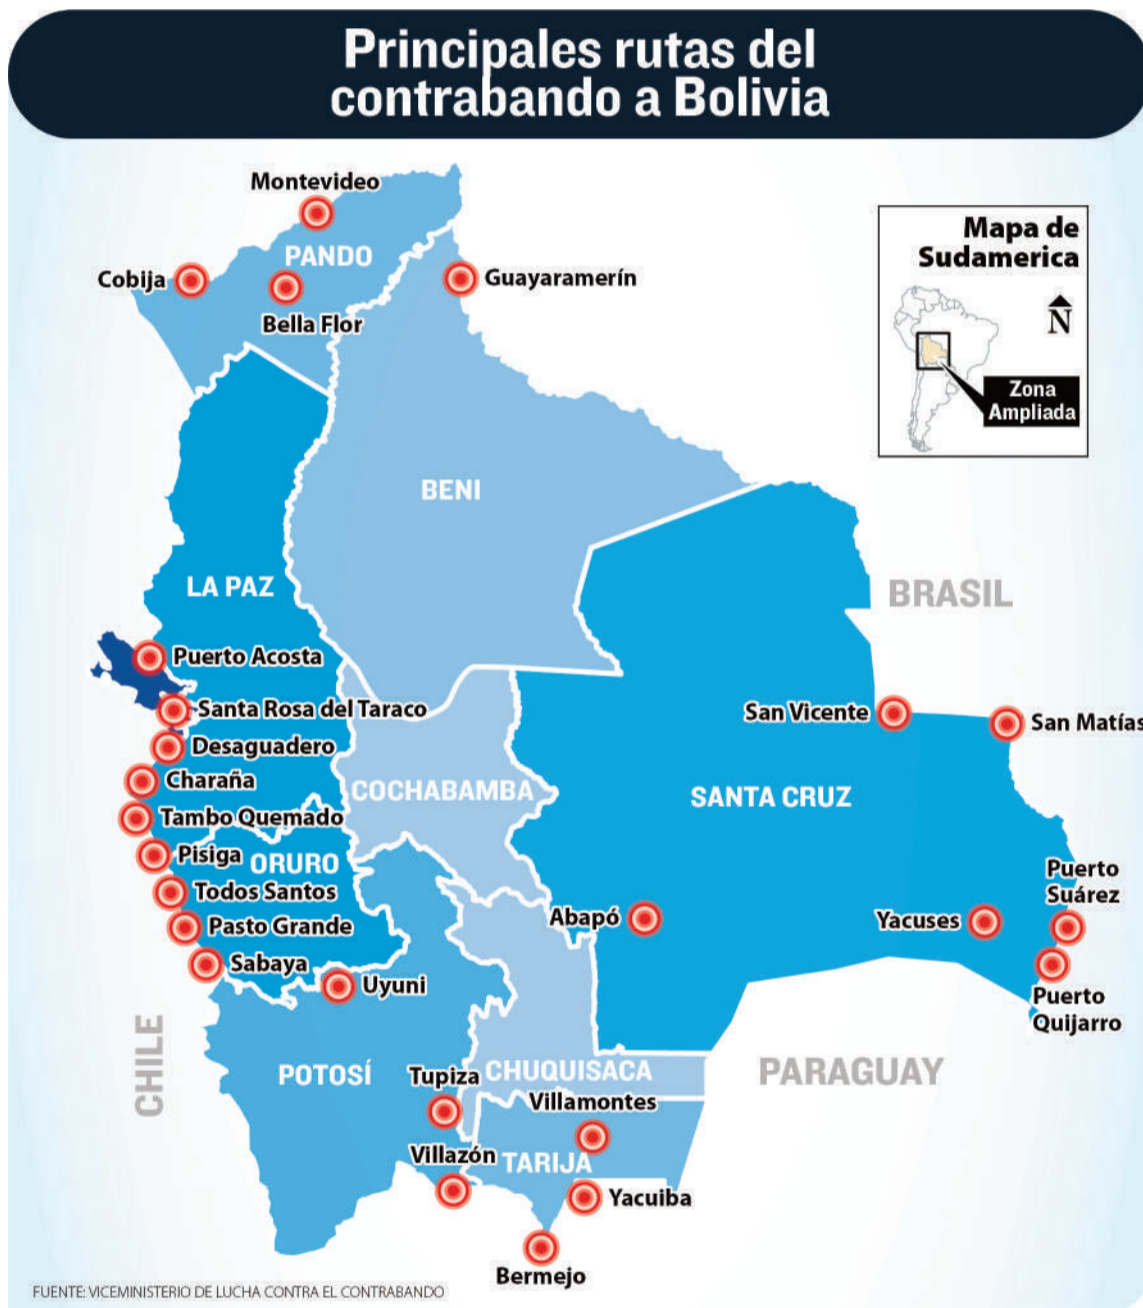 Principales rutas del
contrabando a Bolivia
Montevideo
PANDO
Cobija
Bella Flor
Guayaramerín
Mapa de
Sudamerica
N
Zona
Ampliada
BENI
LA PAZ
BRASIL
Puerto Acosta
Santa Rosa del Taraco
Desaguadero
Charaña
Tambo Quemado
Pisiga
ORURO
Todos Santos
Pasto Grande
Sabaya
Uyuni
COCHABAMBA
San Vicente
San Matías
SANTA CRUZ
Puerto
Suárez
Abapó
Yacuses
Puerto
Quijarro
CHILE
POTOSÍ
Tupiza
CHUQUISACA
PARAGUAY
Villamontes
Villazón
TARIJA
Yacuiba
Bermejo
FUENTE: VICEMINISTERIO DE LUCHA CONTRA EL CONTRABANDO